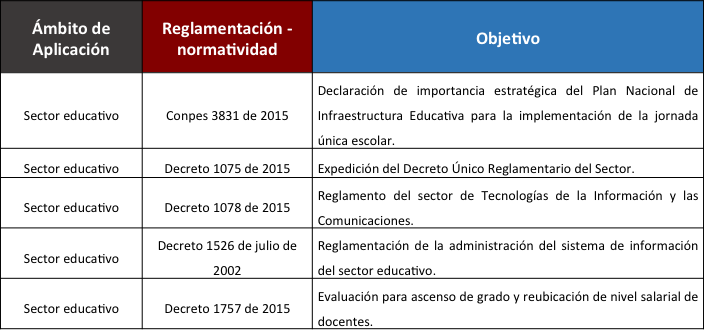 Ámbito de
Aplicación
Reglamentación -
normatividad
Objetivo
Sector educativo
Conpes 3831 de 2015
Declaración de importancia estratégica del Plan Nacional de
Infraestructura Educativa para la implementación de la jornada
única escolar.
Sector educativo
Decreto 1075 de 2015
Expedición del Decreto Único Reglamentario del Sector.
Sector educativo
Decreto 1078 de 2015
Reglamento del sector de Tecnologías de la Información y las
Comunicaciones.
Sector educativo
Decreto 1526 de julio de
2002
Reglamentación de la administración del sistema de información
del sector educativo.
Sector educativo
Decreto 1757 de 2015
Evaluación para ascenso de grado y reubicación de nivel salarial de
docentes.